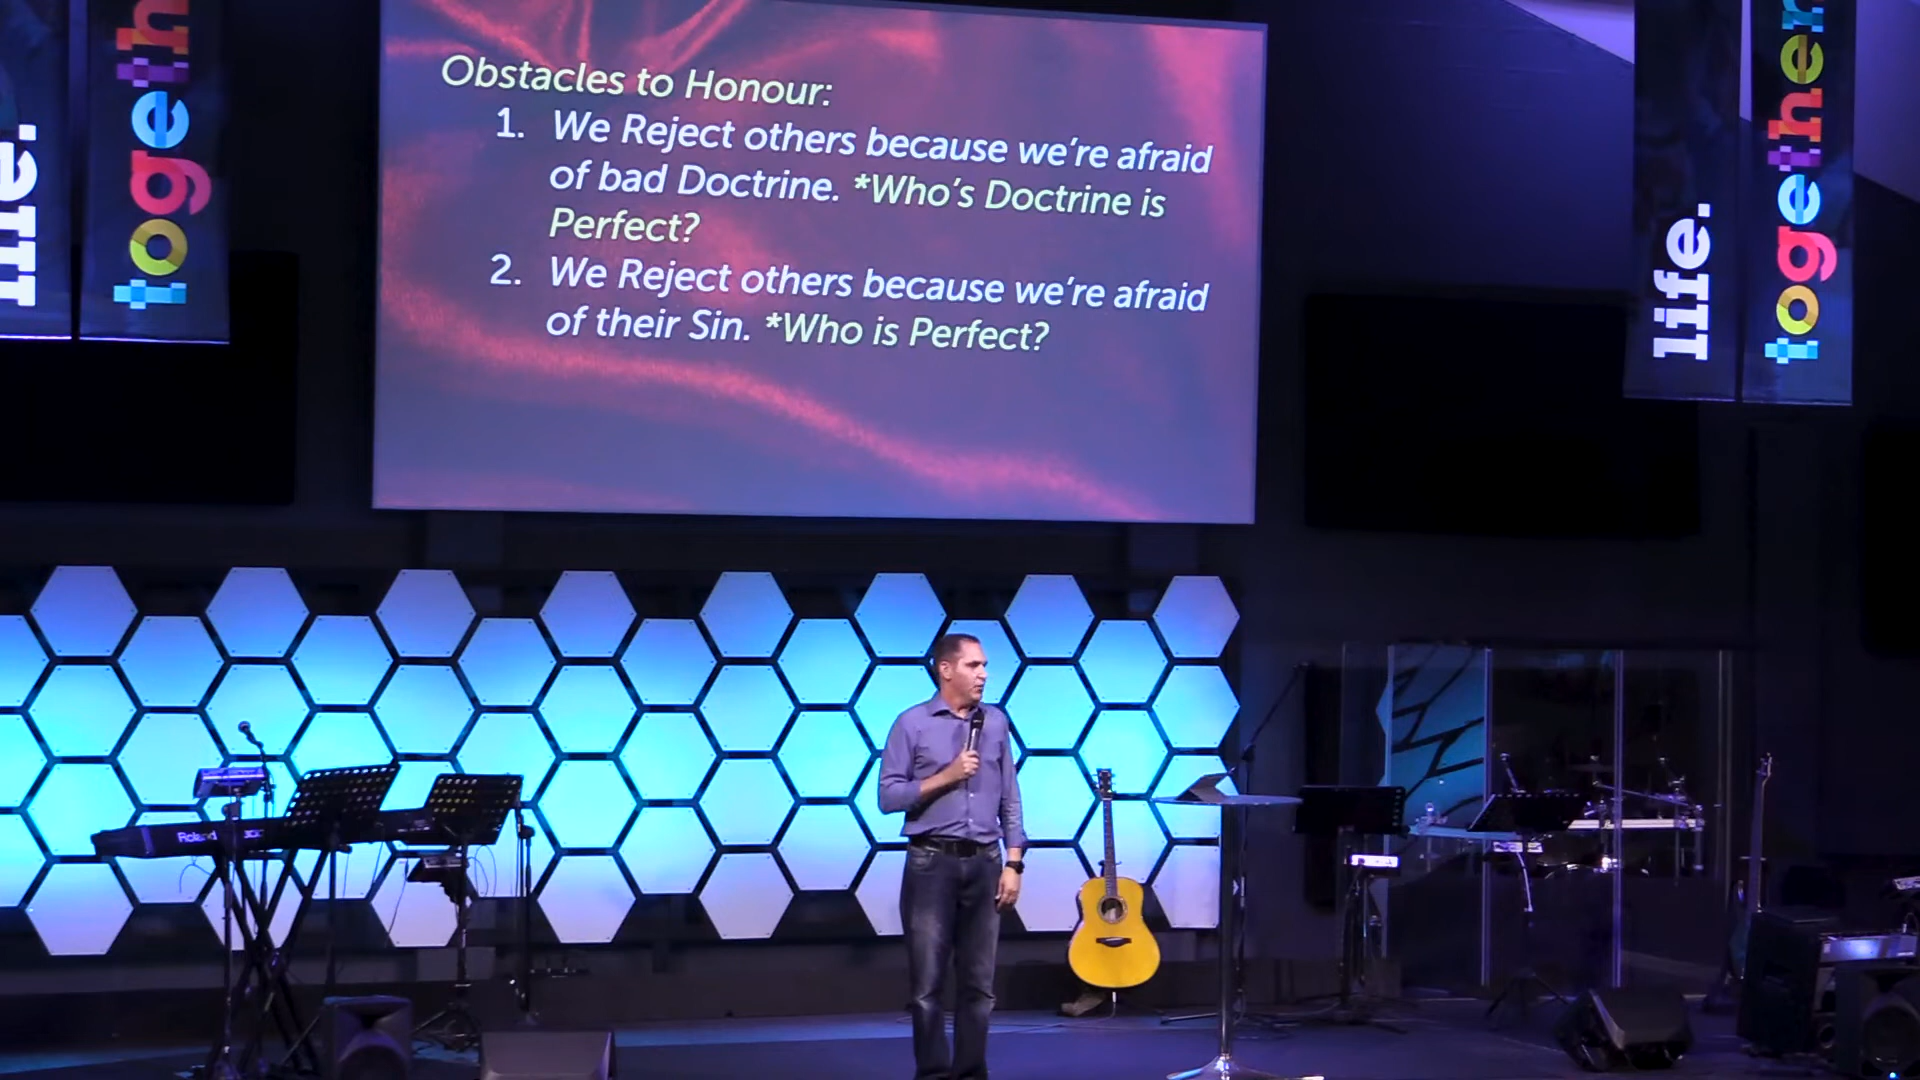 Obstacles to Honour:
1. We Reject others because we're afraid
of bad Doctrine. *Who's Doctrine is
Perfect?
2. We Reject others because we're afraid
of their Sin. *Who is Perfect?
life.
together
life.
together
Roland